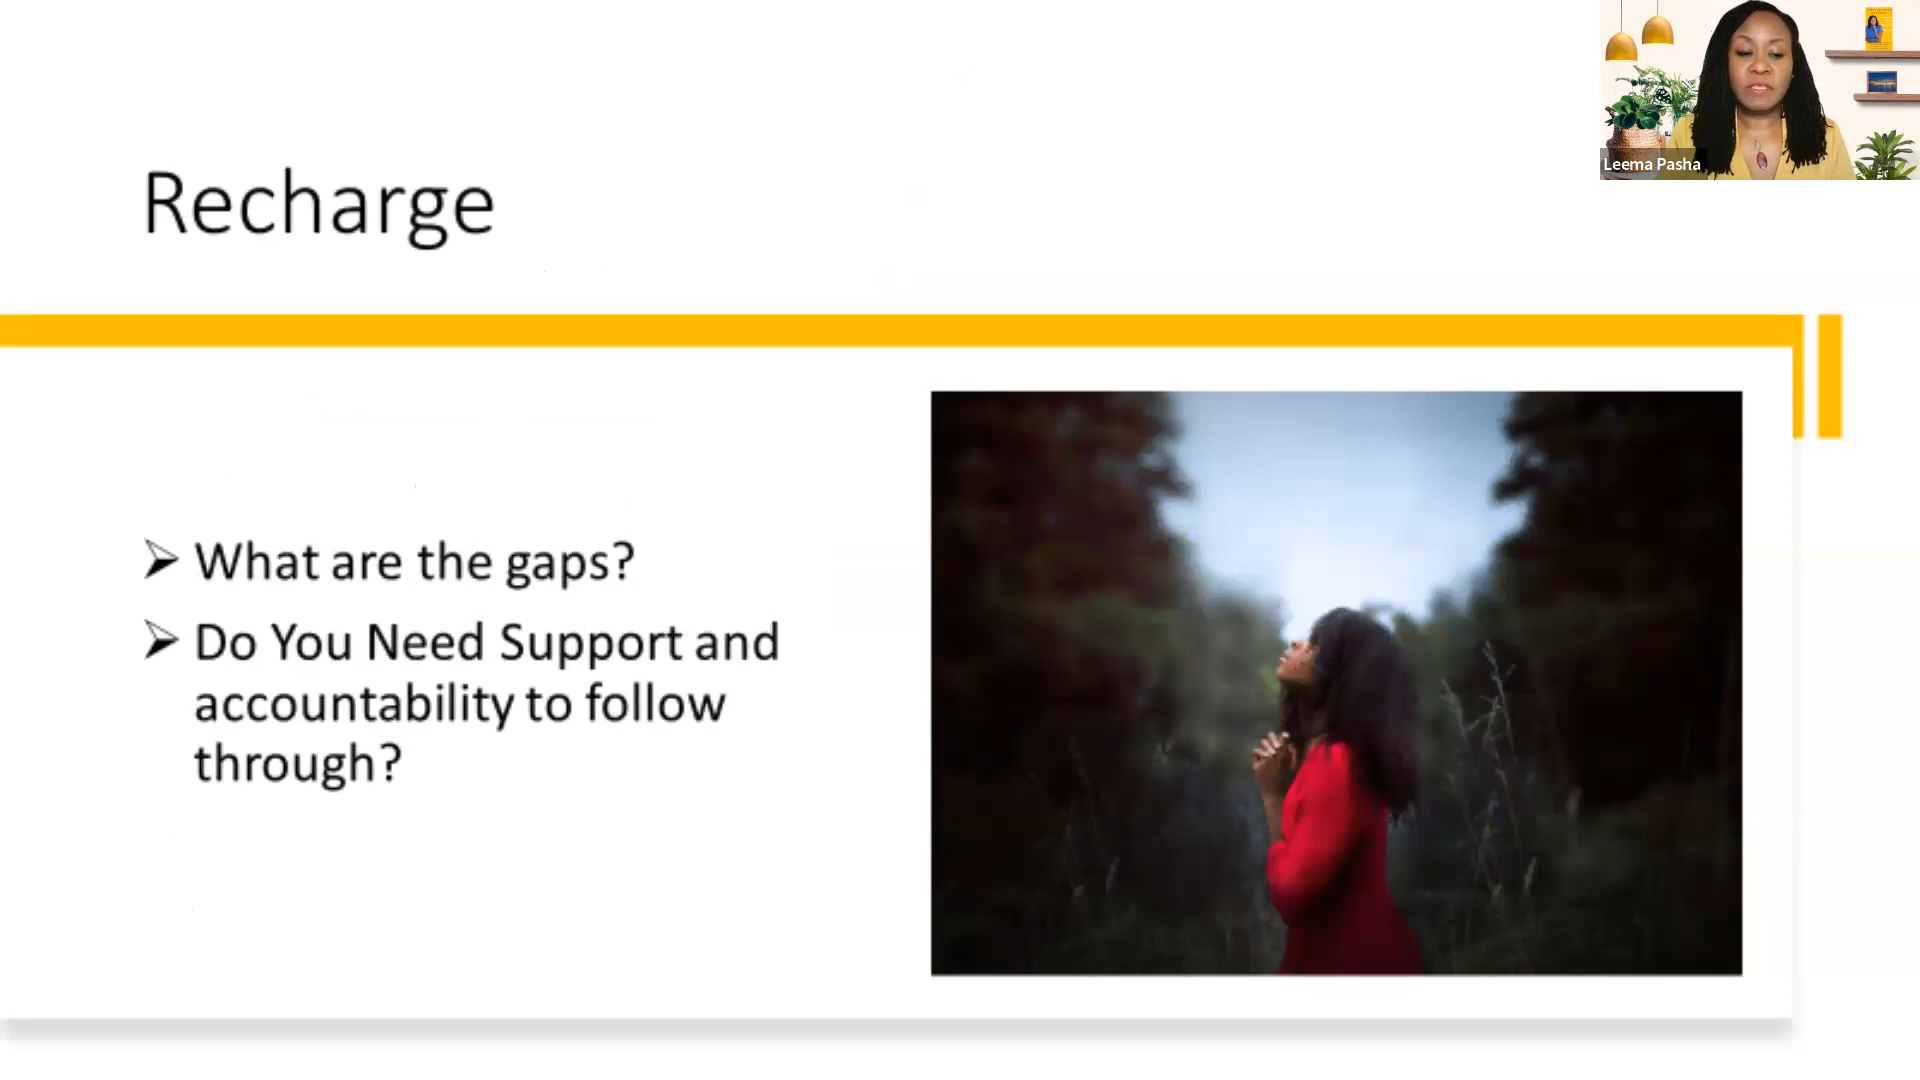 Leema Pasha
Recharge
What are the gaps?
Do You Need Support and
accountability to follow
through?